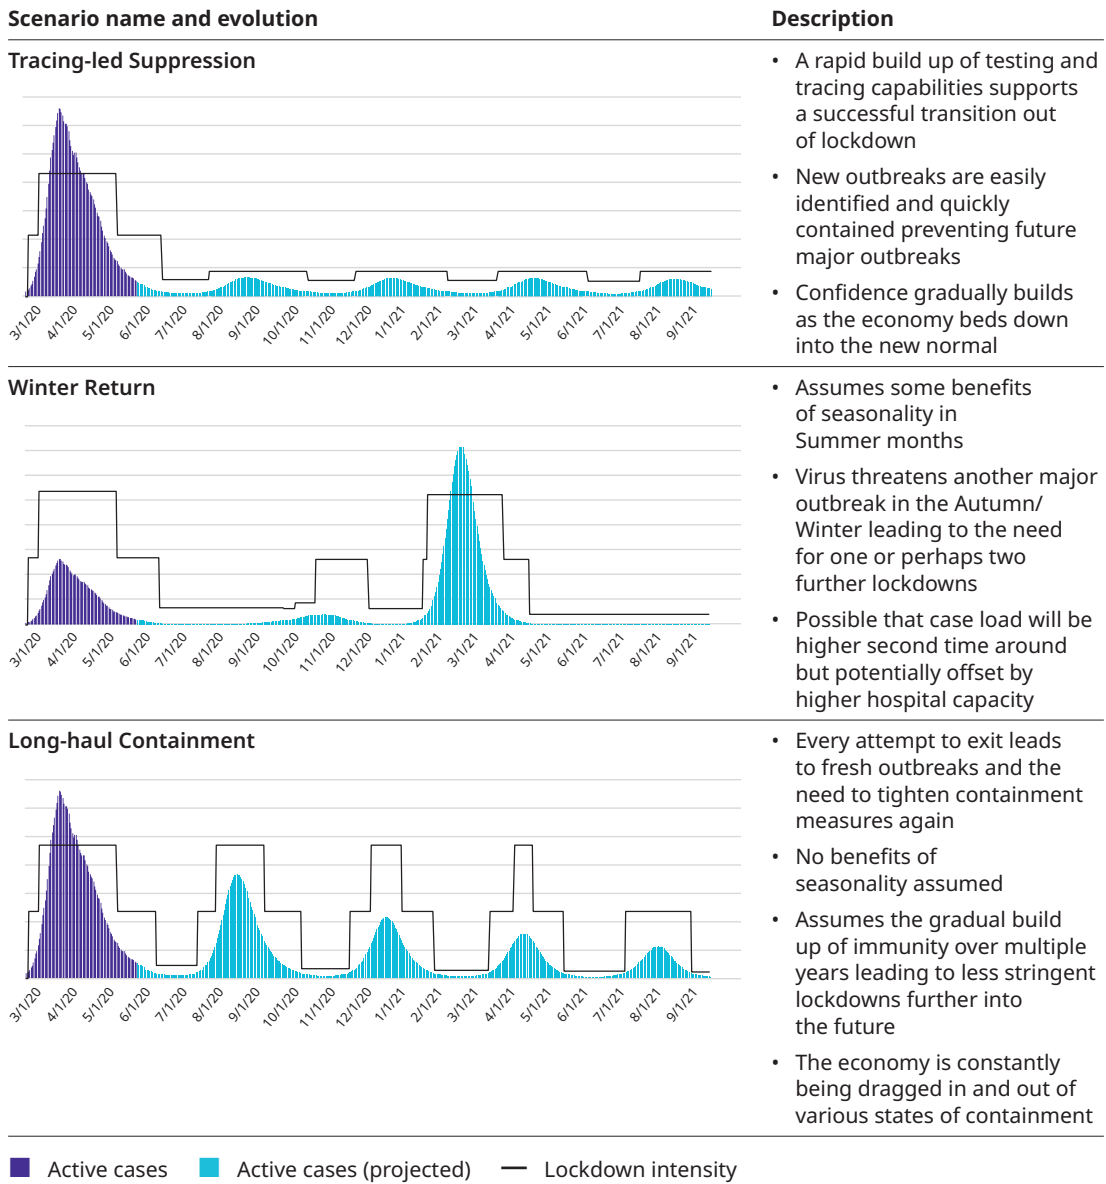 Scenario name and evolution
Description
Tracing-led Suppression
• A rapid build up of testing and
tracing capabilities supports
a successful transition out
of lockdown
• New outbreaks are easily
identified and quickly
contained preventing future
major outbreaks
• Confidence gradually builds
as the economy beds down
into the new normal
3/1/20 4/1/20 5/1/20 6/1/20 7/1/20 8/1/20 9/1/20 10/1/20 11/1/20 12/1/20 1/1/21 2/1/21 3/1/21 4/1/21 5/1/21 6/1/21 7/1/21 8/1/21 9/1/21
Winter Return
• Assumes some benefits
of seasonality in
Summer months
• Virus threatens another major
outbreak in the Autumn/
Winter leading to the need
for one or perhaps two
further lockdowns
• Possible that case load will be
higher second time around
but potentially offset by
higher hospital capacity
3/1/20 4/1/20 5/1/20 6/1/20 7/1/20 8/1/20 9/1/20 10/1/20 11/1/20 12/1/20 1/1/21 2/1/21 3/1/21 4/1/21 5/1/21 6/1/21 7/1/21 8/1/21 9/1/21
Long-haul Containment
• Every attempt to exit leads
to fresh outbreaks and the
need to tighten containment
measures again
• No benefits of
seasonality assumed
• Assumes the gradual build
up of immunity over multiple
years leading to less stringent
lockdowns further into
the future
• The economy is constantly
being dragged in and out of
various states of containment
3/1/20 4/1/20 5/1/20 6/1/20 7/1/20 8/1/20 9/1/20 10/1/20 11/1/20 12/1/20 1/1/21 2/1/21 3/1/21 4/1/21 5/1/21 6/1/21 7/1/21 8/1/21 9/1/21
Active cases
Active cases (projected)
Lockdown intensity